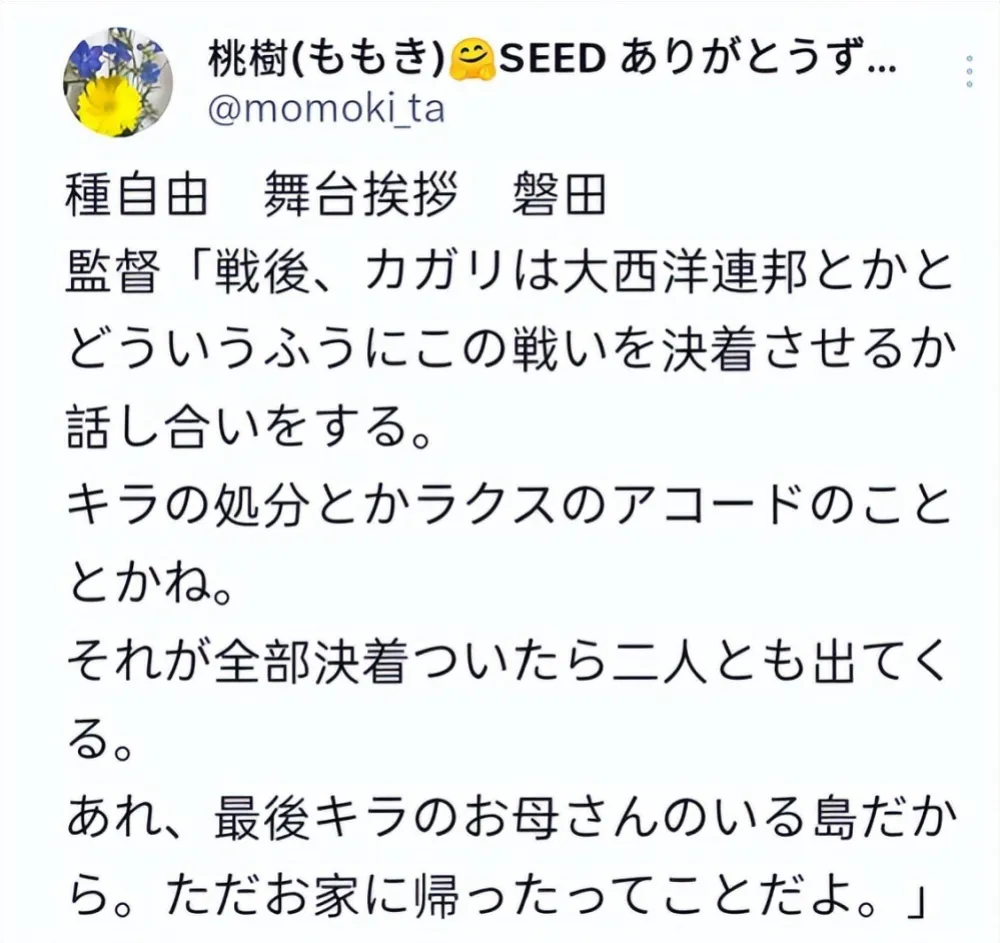 桃樹(ももき)🤗SEED ありがとうず...
@momoki_ta
種自由　舞台挨拶　磐田
監督「戦後、カガリは大西洋連邦とかと
どういうふうにこの戦いを決着させるか
話し合いをする。
キラの処分とかラクスのアコードのこと
とかね。
それが全部決着ついたら二人とも出てく
る。
あれ、最後キラのお母さんのいる島だか
ら。ただお家に帰ったってことだよ。」